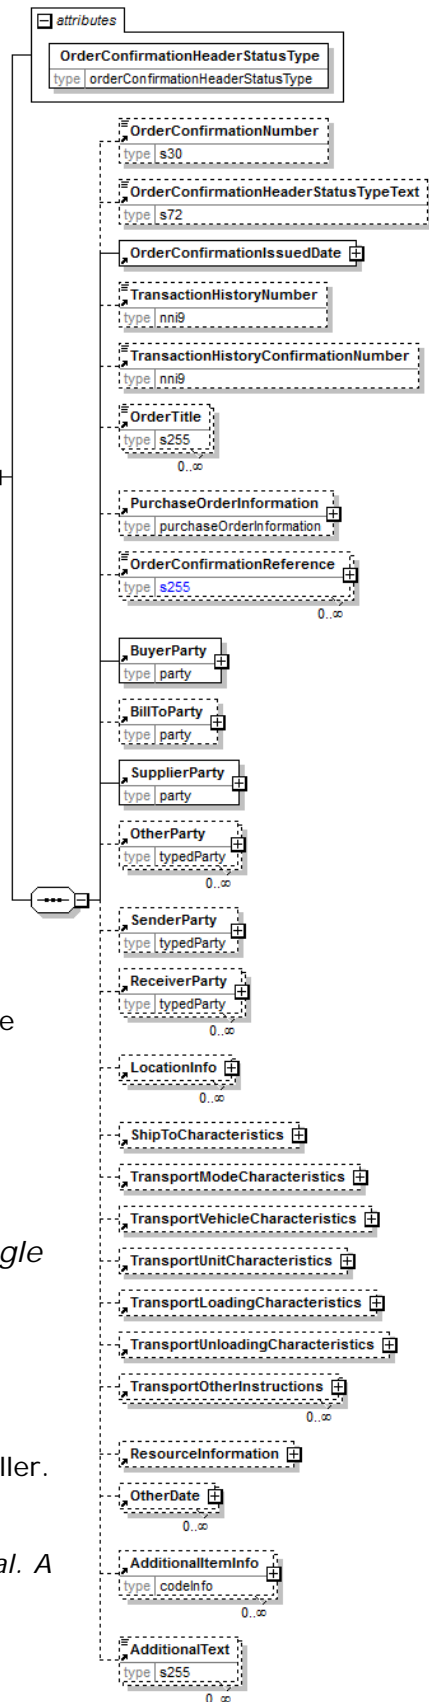 attributes
OrderConfirmationHeaderStatusType
type orderConfirmationHeaderStatusType
OrderConfirmationNumber
type s30
OrderConfirmationHeaderStatusTypeText
type s72
OrderConfirmationIssuedDate
TransactionHistoryNumber
type nni9
TransactionHistoryConfirmationNumber
type nni9
OrderTitle
type s255
0..∞
PurchaseOrderInformation
type purchaseOrderInformation
OrderConfirmationReference
type s255
0..∞
BuyerParty
type party
BillToParty
type party
SupplierParty
type party
OtherParty
type typedParty
0..∞
SenderParty
type typedParty
ReceiverParty
type typedParty
e
0..∞
LocationInfo
0..∞
ShipToCharacteristics
TransportModeCharacteristics
TransportVehicleCharacteristics
gle
TransportUnitCharacteristics
TransportLoadingCharacteristics
TransportUnloadingCharacteristics
TransportOtherInstructions
0..∞
ResourceInformation
ller.
OtherDate
0..∞
al. A
AdditionalItemInfo
type codeInfo
0..∞
AdditionalText
type s255
0..∞